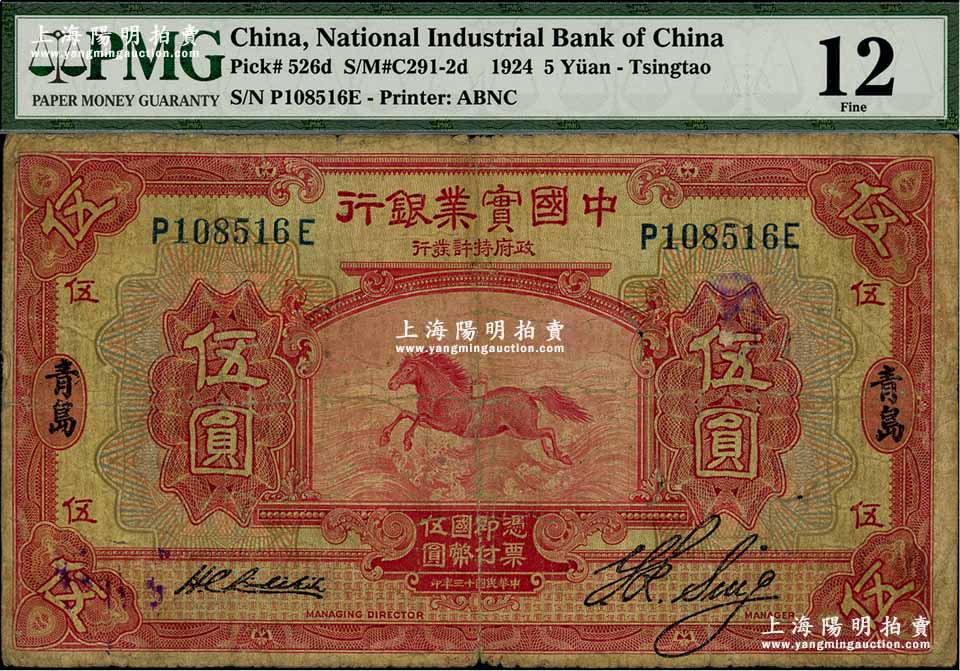 上海陽明拍賣
www.yangmingauction.com
PMG
PAPER MONEY GUARANTY
China, National Industrial Bank of China
Pick# 526d S/M#C291-2d 1924 5 Yüan - Tsingtao
S/N P108516E - Printer: ABNC
12
Fine
伍
伍
行銀業實國中
行業許特府政
P108516E
P108516E
伍
伍
上海陽明拍賣
www.yangmingauction.com
伍圓
伍圓
青島
青島
伍
伍
憑票即付國幣伍圓
印年三十國民華中
伍
伍
MANAGING DIRECTOR
MANAGER
上海陽明拍賣
www.yangmingauction.com